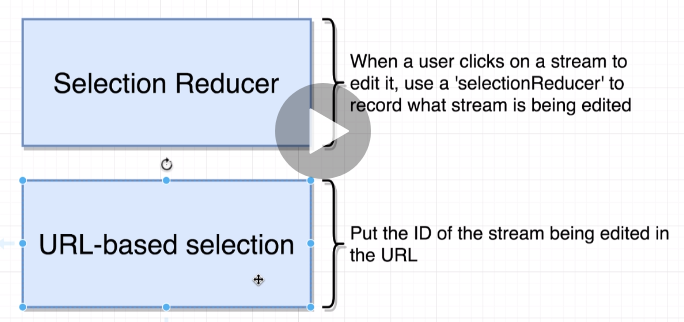 Selection Reducer
When a user clicks on a stream to
edit it, use a 'selectionReducer' to
record what stream is being edited
URL-based selection
Put the ID of the stream being edited in
the URL